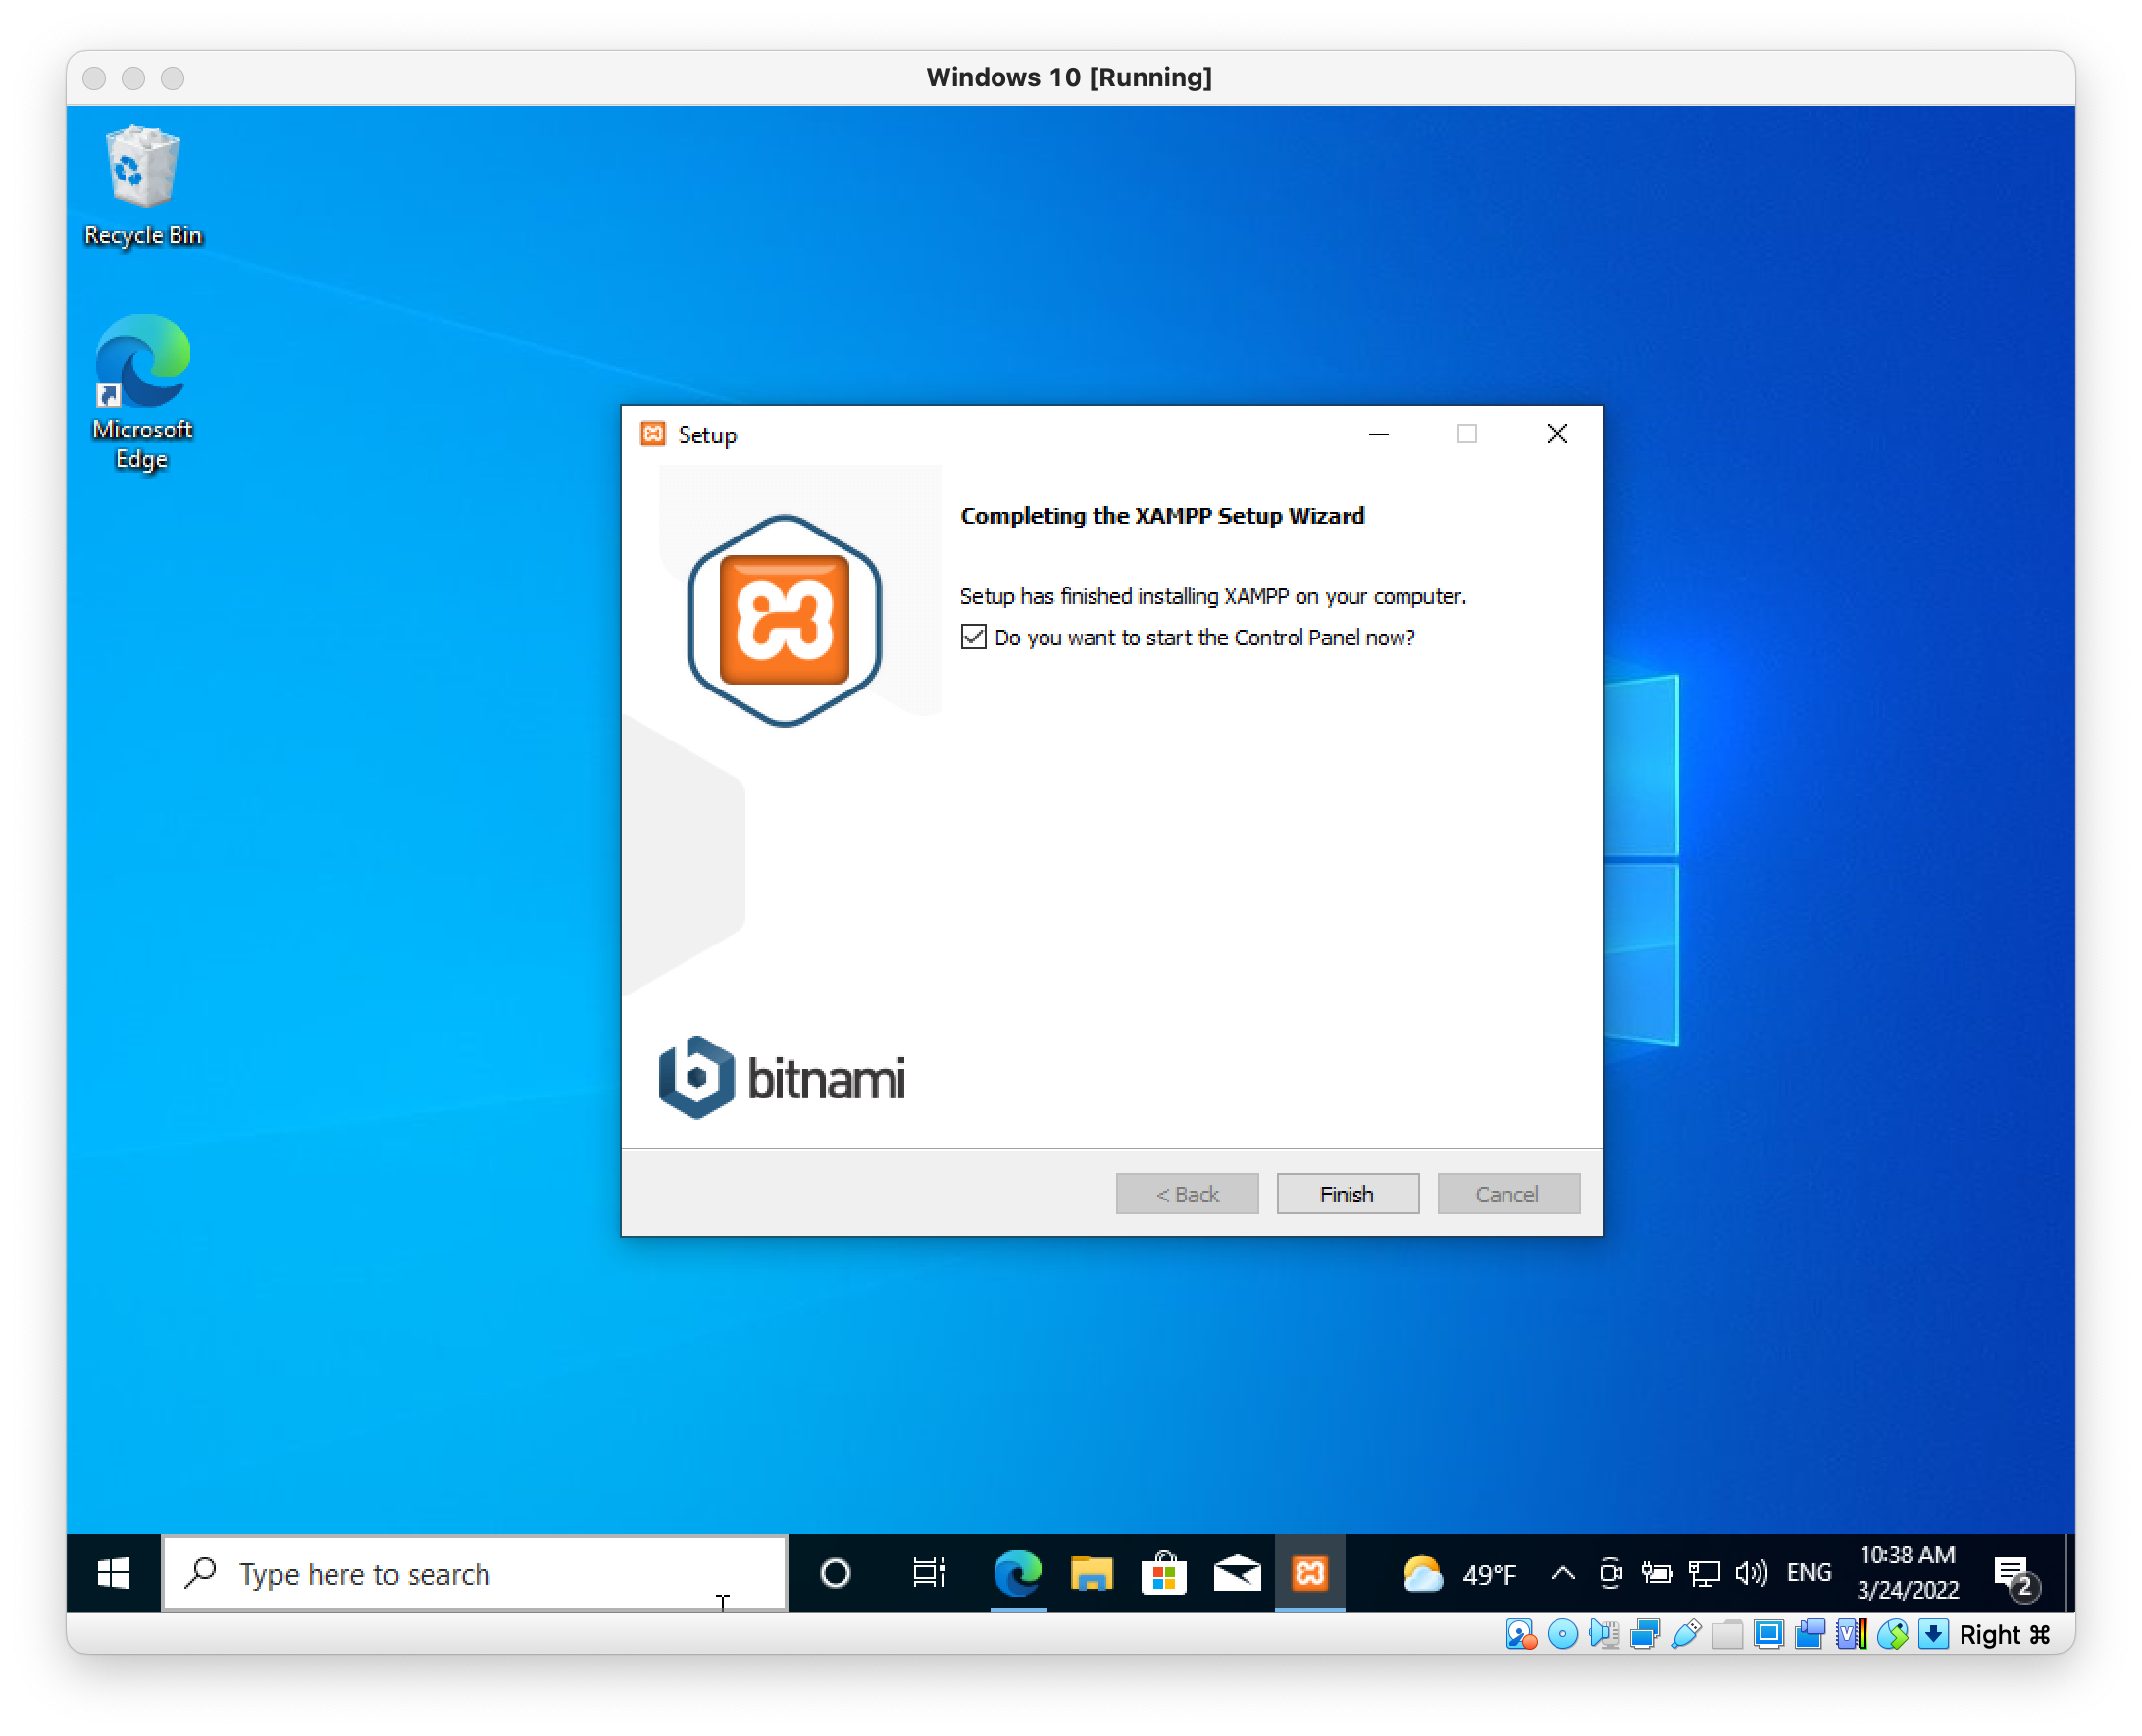 Windows 10 [Running]
Recycle Bin
Microsoft
Edge
Setup
Completing the XAMPP Setup Wizard
Setup has finished installing XAMPP on your computer.
Do you want to start the Control Panel now?
bitnami
< Back
Finish
Cancel
Type here to search
49°F
ENG
10:38 AM
3/24/2022
2
Right ⌘